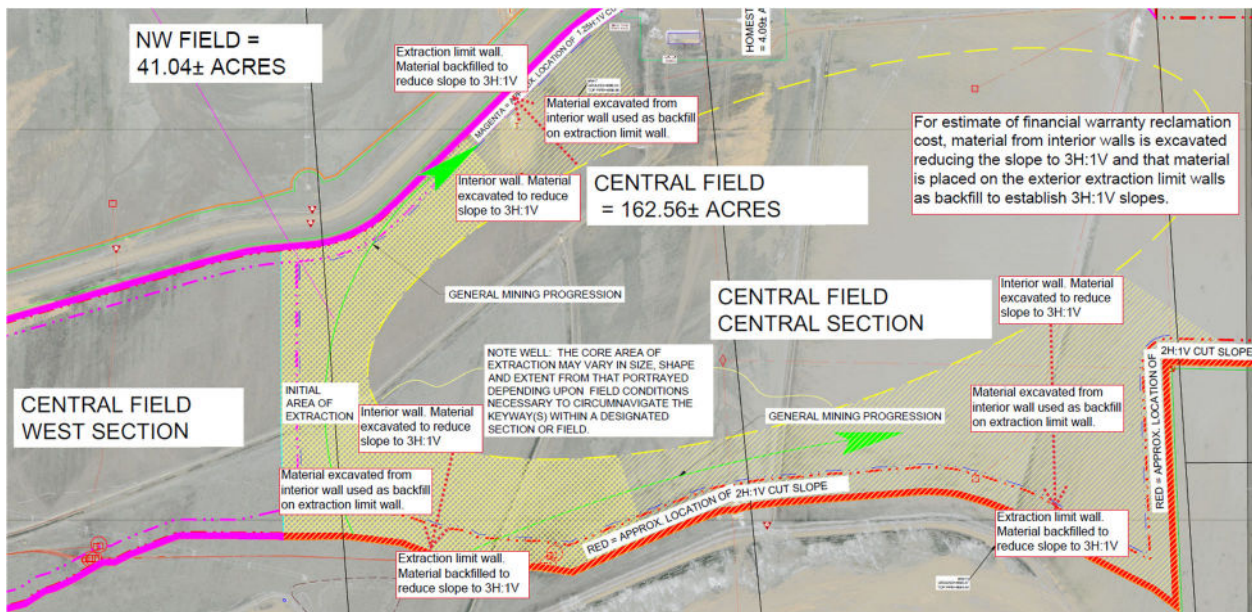 NW FIELD =
41.04± ACRES
Extraction limit wall.
Material backfilled to
reduce slope to 3H:1V
MAGENTA = APPROX. LOCATION OF 1.25H:1V CUT
HOMEST
= 4.09± A
Material excavated from
interior wall used as backfill
on extraction limit wall.
For estimate of financial warranty reclamation
cost, material from interior walls is excavated
reducing the slope to 3H:1V and that material
is placed on the exterior extraction limit walls
as backfill to establish 3H:1V slopes.
Interior wall. Material
excavated to reduce
slope to 3H:1V
CENTRAL FIELD
= 162.56± ACRES
GENERAL MINING PROGRESSION
CENTRAL FIELD
CENTRAL SECTION
Interior wall. Material
excavated to reduce
slope to 3H:1V
2H:1V CUT SLOPE
RED = APPROX. LOCATION OF
NOTE WELL: THE CORE AREA OF
EXTRACTION MAY VARY IN SIZE, SHAPE
AND EXTENT FROM THAT PORTRAYED
DEPENDING UPON FIELD CONDITIONS
NECESSARY TO CIRCUMNAVIGATE THE
KEYWAY(S) WITHIN A DESIGNATED
SECTION OR FIELD.
INITIAL
AREA OF
EXTRACTION
CENTRAL FIELD
WEST SECTION
Interior wall. Material
excavated to reduce
slope to 3H:1V
GENERAL MINING PROGRESSION
Material excavated from
interior wall used as backfill
on extraction limit wall.
Material excavated from
interior wall used as backfill
on extraction limit wall.
RED = APPROX. LOCATION OF 2H:1V CUT SLOPE
Extraction limit wall.
Material backfilled to
reduce slope to 3H:1V
Extraction limit wall.
Material backfilled to
reduce slope to 3H:1V